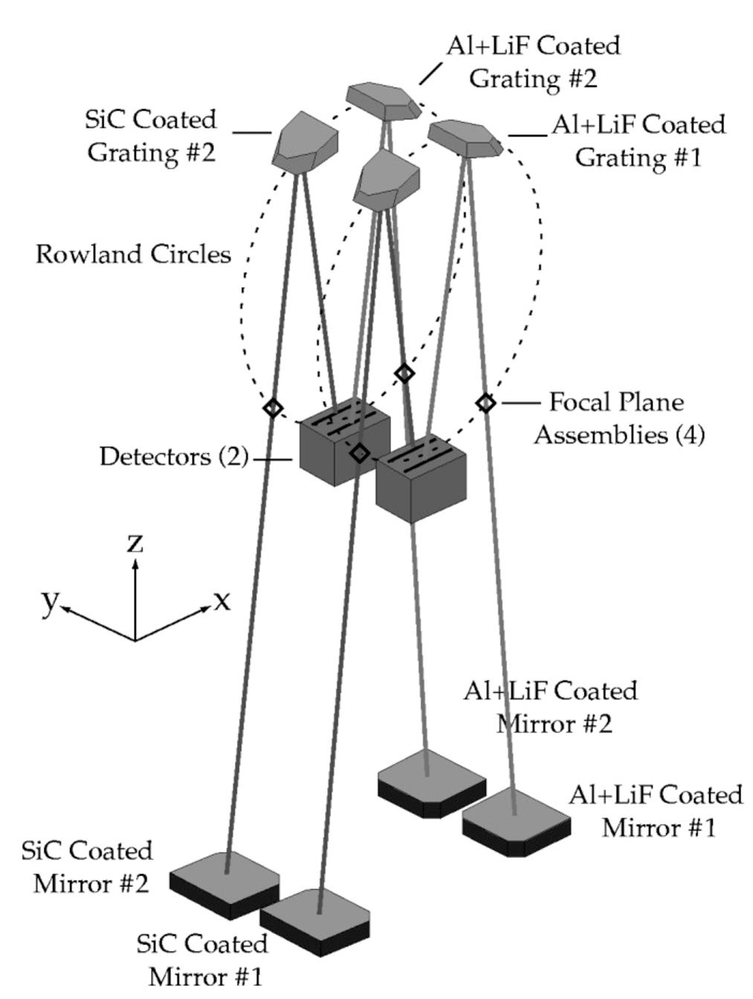 Al+LiF Coated
Grating #2
SiC Coated
Grating #2
Al+LiF Coated
Grating #1
Rowland Circles
Focal Plane
Assemblies (4)
Detectors (2)
z
y
x
Al+LiF Coated
Mirror #2
Al+LiF Coated
Mirror #1
SiC Coated
Mirror #2
SiC Coated
Mirror #1